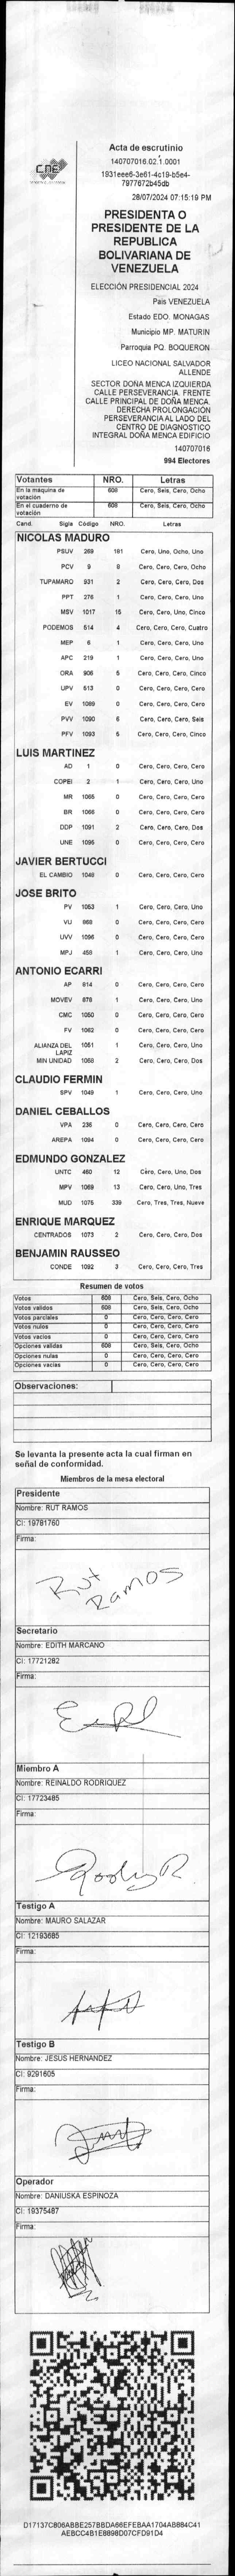 CNE
Acta de escrutinio
140707016.02.1.0001
1931eee6-3e61-4c19-b5e4-
7977672b45db
28/07/2024 07:15:19 PM
PRESIDENTA O
PRESIDENTE DE LA
REPUBLICA
BOLIVARIANA DE
VENEZUELA
ELECCIÓN PRESIDENCIAL 2024
Pais VENEZUELA
Estado EDO. MONAGAS
Municipio MP. MATURIN
Parroquia PQ. BOQUERON
LICEO NACIONAL SALVADOR
ALLENDE
SECTOR DOÑA MENCA IZQUIERDA
CALLE PERSEVERANCIA. FRENTE
CALLE PRINCIPAL DE DOÑA MENCA.
DERECHA PROLONGACIÓN
PERSEVERANCIA AL LADO DEL
CENTRO DE DIAGNOSTICO
INTEGRAL DOÑA MENCA EDIFICIO
140707016
994 Electores
Votantes NRO. Letras
En la máquina de votación 608 Cero, Seis, Cero, Ocho
En el cuaderno de votación 608 Cero, Seis, Cero, Ocho
Cand. Sigla Código NRO. Letras
NICOLAS MADURO
PSUV 269 181 Cero, Uno, Ocho, Uno
PCV 9 8 Cero, Cero, Cero, Ocho
TUPAMARO 931 2 Cero, Cero, Cero, Dos
PPT 276 1 Cero, Cero, Cero, Uno
MSV 1017 15 Cero, Cero, Uno, Cinco
PODEMOS 514 4 Cero, Cero, Cero, Cuatro
MEP 6 1 Cero, Cero, Cero, Uno
APC 219 1 Cero, Cero, Cero, Uno
ORA 906 5 Cero, Cero, Cero, Cinco
UPV 513 0 Cero, Cero, Cero, Cero
EV 1089 0 Cero, Cero, Cero, Cero
PVV 1090 6 Cero, Cero, Cero, Seis
PFV 1093 5 Cero, Cero, Cero, Cinco
LUIS MARTINEZ
AD 1 0 Cero, Cero, Cero, Cero
COPEI 2 1 Cero, Cero, Cero, Uno
MR 1065 0 Cero, Cero, Cero, Cero
BR 1066 0 Cero, Cero, Cero, Cero
DDP 1091 2 Cero, Cero, Cero, Dos
UNE 1095 0 Cero, Cero, Cero, Cero
JAVIER BERTUCCI
EL CAMBIO 1048 0 Cero, Cero, Cero, Cero
JOSE BRITO
PV 1053 1 Cero, Cero, Cero, Uno
VU 868 0 Cero, Cero, Cero, Cero
UVV 1096 0 Cero, Cero, Cero, Cero
MPJ 458 1 Cero, Cero, Cero, Uno
ANTONIO ECARRI
AP 814 0 Cero, Cero, Cero, Cero
MOVEV 878 1 Cero, Cero, Cero, Uno
CMC 1050 0 Cero, Cero, Cero, Cero
FV 1062 0 Cero, Cero, Cero, Cero
ALIANZA DEL LAPIZ 1051 1 Cero, Cero, Cero, Uno
MIN UNIDAD 1058 2 Cero, Cero, Cero, Dos
CLAUDIO FERMIN
SPV 1049 1 Cero, Cero, Cero, Uno
DANIEL CEBALLOS
VPA 236 0 Cero, Cero, Cero, Cero
AREPA 1094 0 Cero, Cero, Cero, Cero
EDMUNDO GONZALEZ
UNTC 460 12 Cero, Cero, Uno, Dos
MPV 1069 13 Cero, Cero, Uno, Tres
MUD 1075 339 Cero, Tres, Tres, Nueve
ENRIQUE MARQUEZ
CENTRADOS 1073 2 Cero, Cero, Cero, Dos
BENJAMIN RAUSSEO
CONDE 1092 3 Cero, Cero, Cero, Tres
Resumen de votos
Votos 608 Cero, Seis, Cero, Ocho
Votos validos 608 Cero, Seis, Cero, Ocho
Votos parciales 0 Cero, Cero, Cero, Cero
Votos nulos 0 Cero, Cero, Cero, Cero
Votos vacios 0 Cero, Cero, Cero, Cero
Opciones validas 608 Cero, Seis, Cero, Ocho
Opciones nulas 0 Cero, Cero, Cero, Cero
Opciones vacias 0 Cero, Cero, Cero, Cero
Observaciones:
Se levanta la presente acta la cual firman en
señal de conformidad.
Miembros de la mesa electoral
Presidente
Nombre: RUT RAMOS
CI: 19781760
Firma:
Rut
Ramos
Secretario
Nombre: EDITH MARCANO
CI: 17721282
Firma:
Miembro A
Nombre: REINALDO RODRIQUEZ
CI: 17723485
Firma:
Testigo A
Nombre: MAURO SALAZAR
CI: 12193685
Firma:
Testigo B
Nombre: JESUS HERNANDEZ
CI: 9291605
Firma:
Operador
Nombre: DANIUSKA ESPINOZA
CI: 19375487
Firma:
D17137C806ABBE257BBDA66EFEBAA1704AB884C41
AEBCC4B1E8898D07CFD91D4